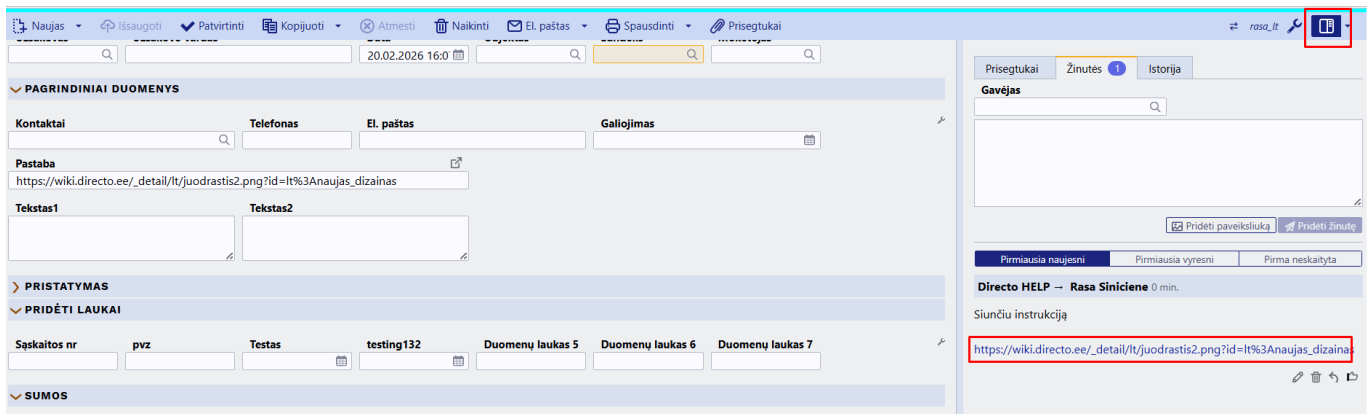 Naujas Išsaugoti Patvirtinti Kopijuoti Atmesti Naikinti El. paštas Spausdinti Prisegtukai rasa_lt
20.02.2026 16:0
PAGRINDINIAI DUOMENYS
Kontaktai Telefonas El. paštas Galiojimas
Pastaba
https://wiki.directo.ee/_detail/lt/juodrastis2.png?id=lt%3Anaujas_dizainas
Tekstas1 Tekstas2
PRISTATYMAS
PRIDĖTI LAUKAI
Sąskaitos nr pvz Testas testing132 Duomenų laukas 5 Duomenų laukas 6 Duomenų laukas 7
SUMOS
Prisegtukai Žinutės 1 Istorija
Gavėjas
Pridėti paveiksliuką Pridėti žinutę
Pirmiausia naujesni Pirmiausia vyresni Pirma neskaityta
Directo HELP → Rasa Siniciene 0 min.
Siunčiu instrukciją
https://wiki.directo.ee/_detail/lt/juodrastis2.png?id=lt%3Anaujas_dizainas